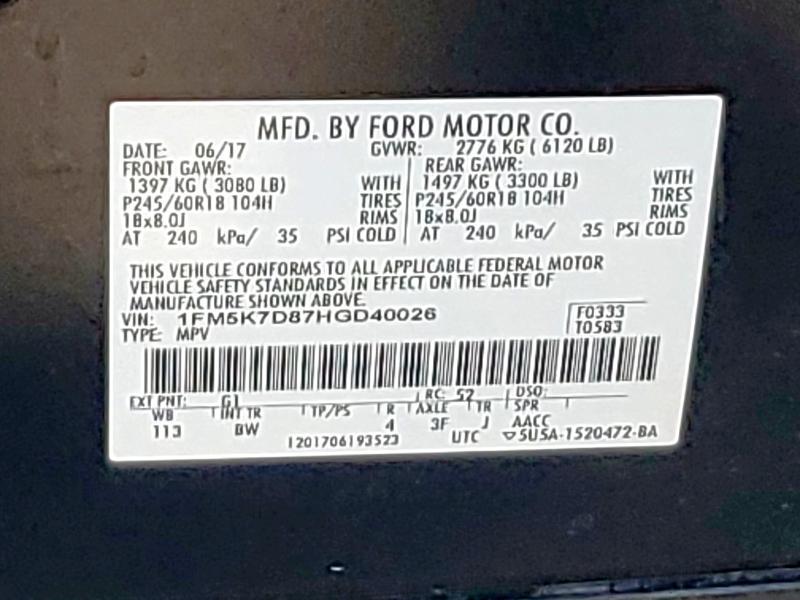 MFD. BY FORD MOTOR CO.
DATE: 06/17 GVWR: 2776 KG ( 6120 LB)
FRONT GAWR: REAR GAWR:
1397 KG ( 3080 LB) WITH 1497 KG ( 3300 LB) WITH
P245/60R18 104H TIRES P245/60R18 104H TIRES
18x8.0J RIMS 18x8.0J RIMS
AT 240 kPa/ 35 PSI COLD AT 240 kPa/ 35 PSI COLD
THIS VEHICLE CONFORMS TO ALL APPLICABLE FEDERAL MOTOR
VEHICLE SAFETY STANDARDS IN EFFECT ON THE DATE OF
MANUFACTURE SHOWN ABOVE.
VIN: 1FM5K7D87HGD40026 F0333
TYPE: MPV T0583
EXT PNT: G1 RC: 52 DSO:
WB INT TR TP/PS R AXLE TR SPR
113 BW 4 3F J AACC
1201706193523 UTC ▽5U5A-1520472-BA